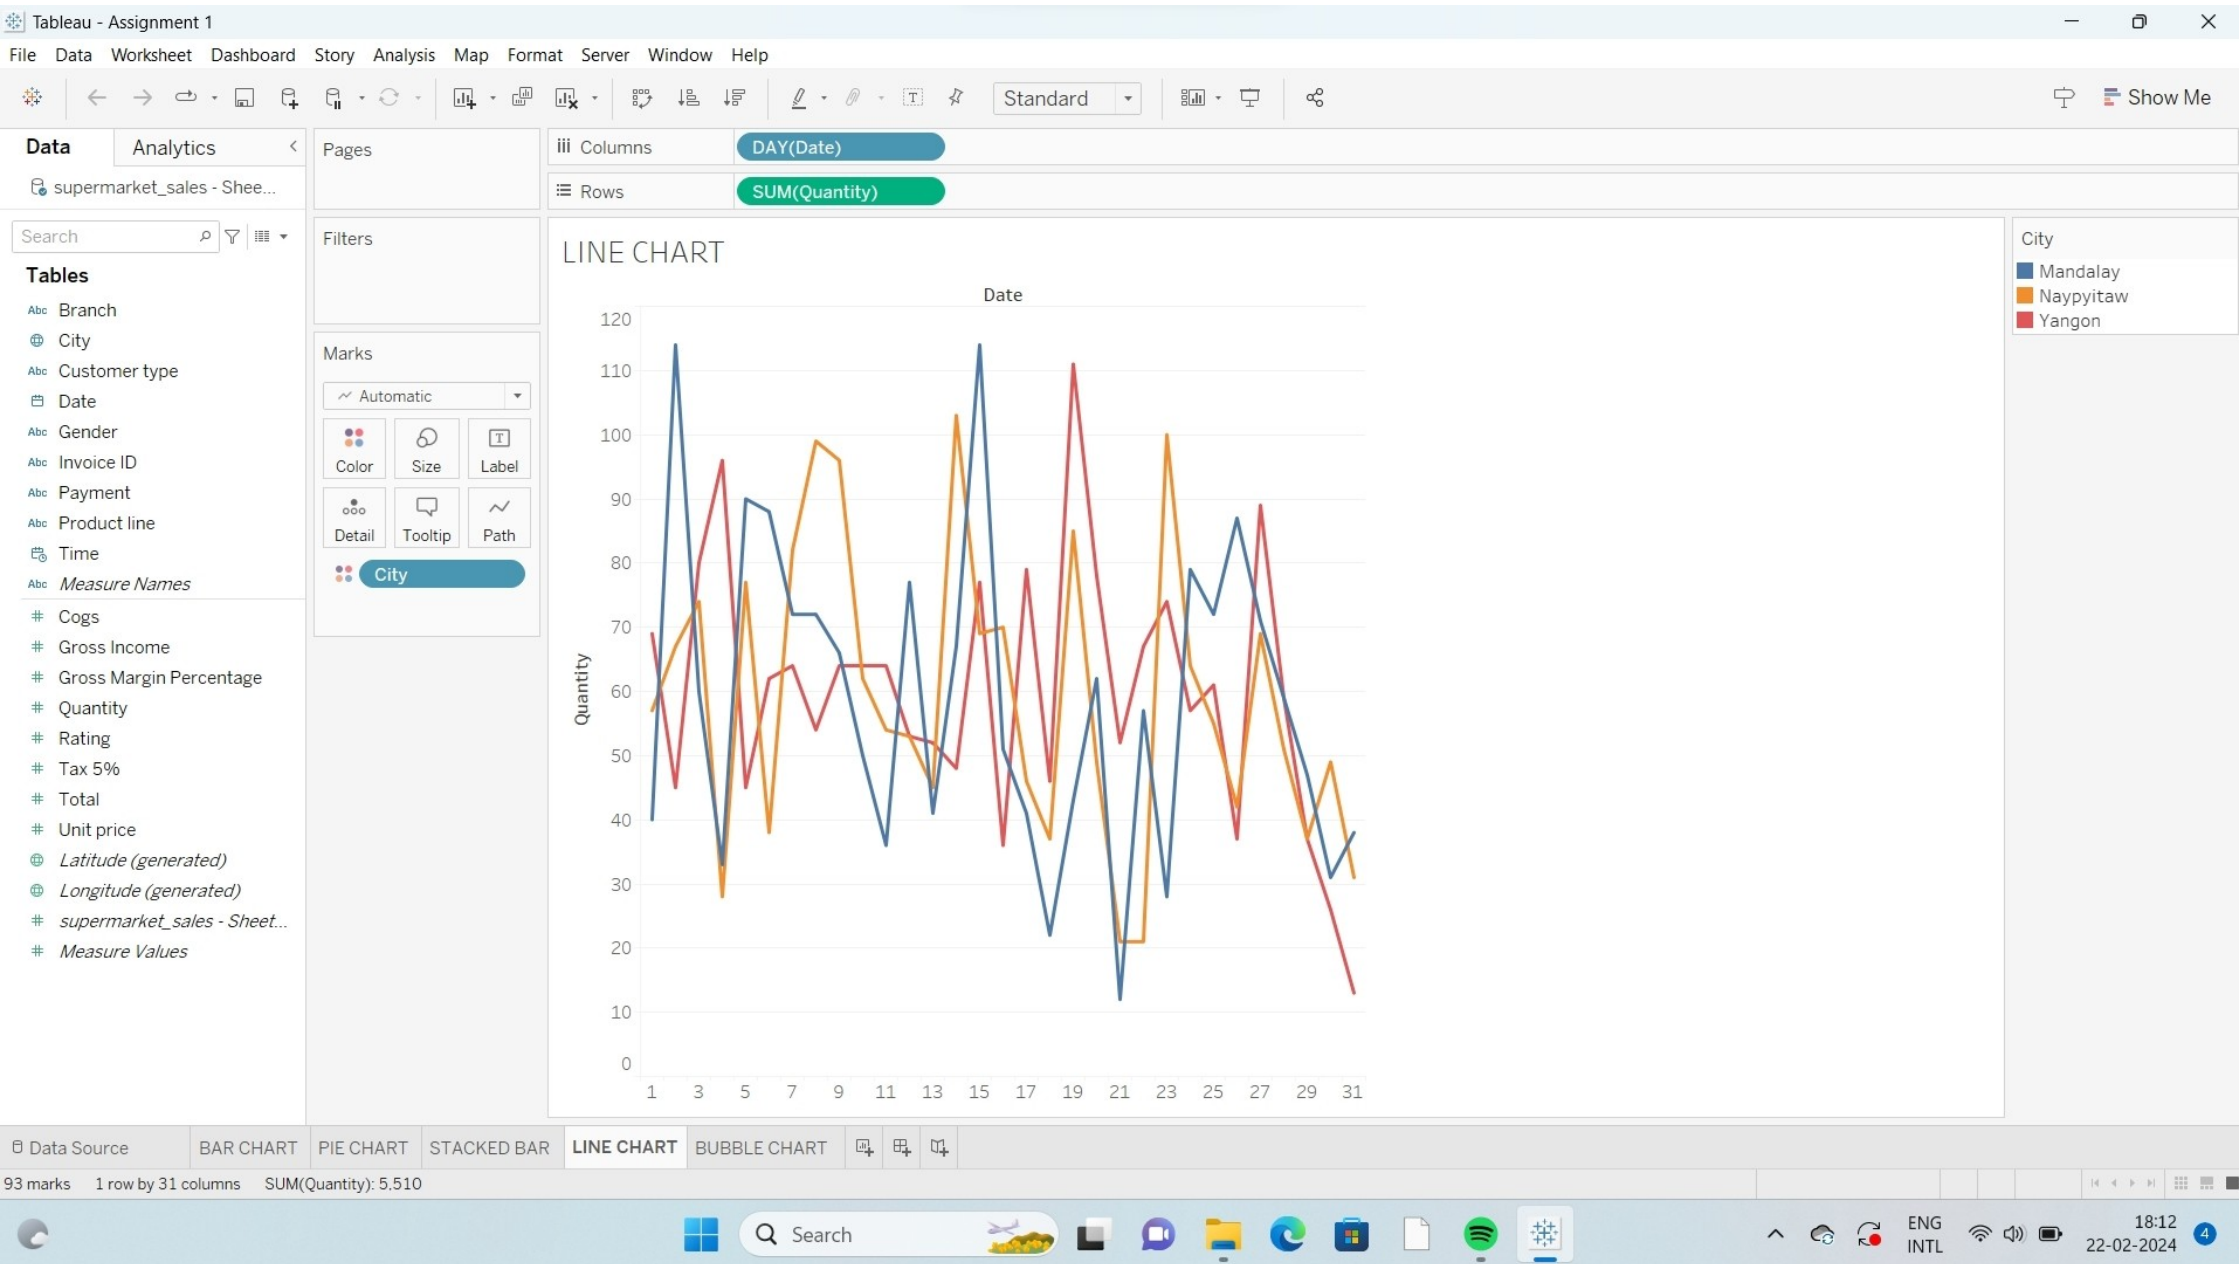 Tableau - Assignment 1
File Data Worksheet Dashboard Story Analysis Map Format Server Window Help
Standard
Show Me
Data Analytics
supermarket_sales - Shee...
Search
Tables
Abc Branch
City
Abc Customer type
Date
Abc Gender
Abc Invoice ID
Abc Payment
Abc Product line
Time
Abc Measure Names
# Cogs
# Gross Income
# Gross Margin Percentage
# Quantity
# Rating
# Tax 5%
# Total
# Unit price
Latitude (generated)
Longitude (generated)
# supermarket_sales - Sheet...
# Measure Values
Pages
Filters
Marks
Automatic
Color Size Label
Detail Tooltip Path
City
Columns DAY(Date)
Rows SUM(Quantity)
LINE CHART
Date
120
110
100
90
80
70
60
50
40
30
20
10
0
Quantity
1 3 5 7 9 11 13 15 17 19 21 23 25 27 29 31
City
Mandalay
Naypyitaw
Yangon
Data Source BAR CHART PIE CHART STACKED BAR LINE CHART BUBBLE CHART
93 marks 1 row by 31 columns SUM(Quantity): 5,510
Search
ENG
INTL
18:12
22-02-2024
4